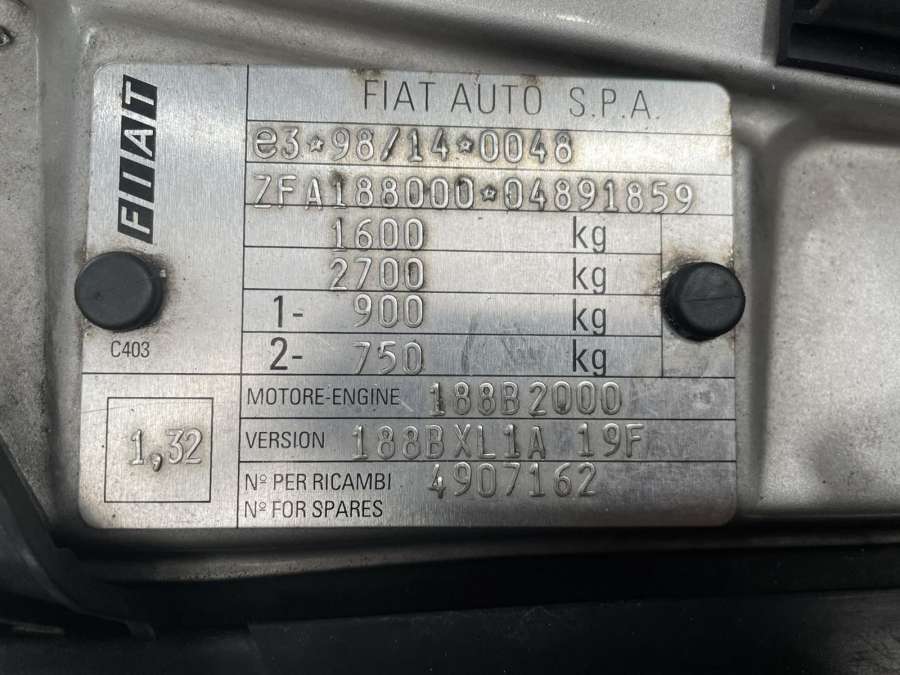 FIAT
FIAT AUTO S.P.A.
e3*98/14*0048
ZFA188000*04891859
1600 kg
2700 kg
1- 900 kg
2- 750 kg
C403
MOTORE-ENGINE 188B2000
1,32
VERSION 188BXL1A 19F
Nº PER RICAMBI 4907162
Nº FOR SPARES